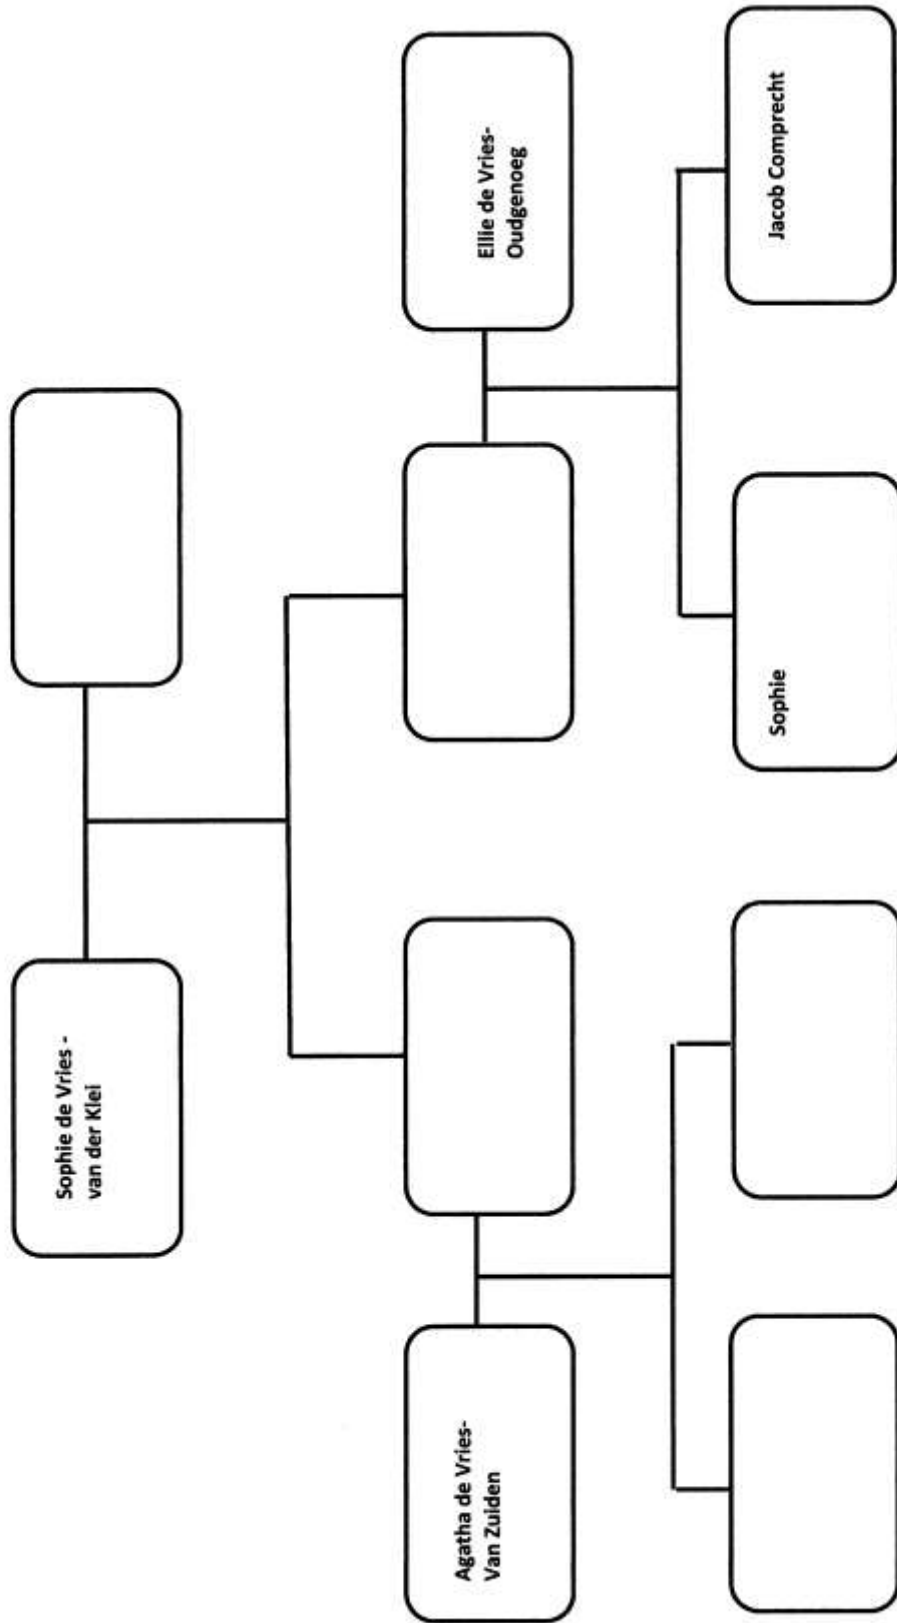 Sophie de Vries -
van der Klei
Agatha de Vries-
Van Zuiden
Ellie de Vries-
Oudgenoeg
Sophie
Jacob Comprecht